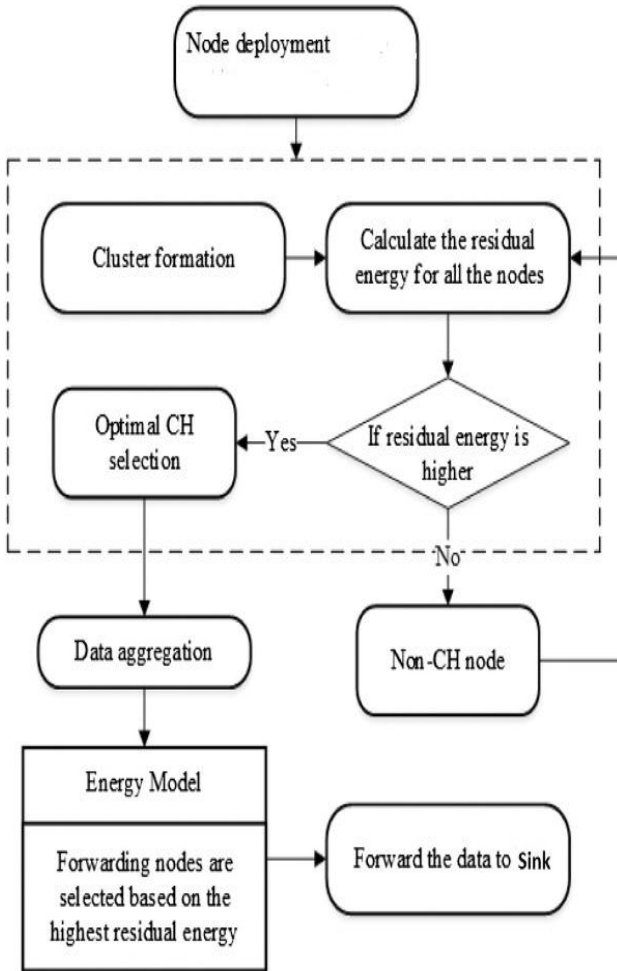 Node deployment
Cluster formation
Calculate the residual
energy for all the nodes
Optimal CH
selection
Yes
If residual energy is
higher
No
Data aggregation
Non-CH node
Energy Model
Forwarding nodes are
selected based on the
highest residual energy
Forward the data to Sink